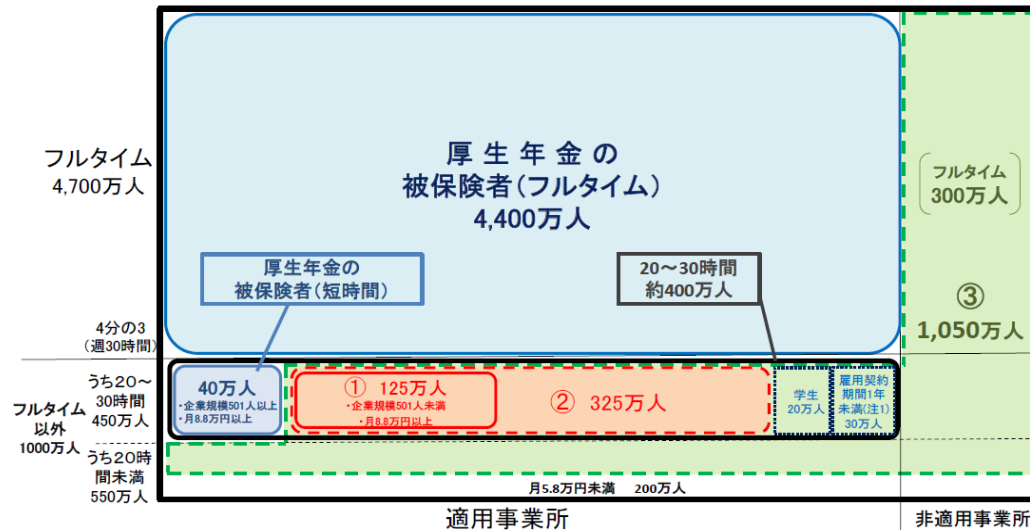 フルタイム
4,700万人
厚生年金の
被保険者(フルタイム)
4,400万人
フルタイム
300万人
厚生年金の
被保険者(短時間)
20~30時間
約400万人
③
1,050万人
4分の3
(週30時間)
うち20~
30時間
450万人
フルタイム
以外
1000万人
うち20時
間未満
550万人
40万人
・企業規模501人以上
・月8.8万円以上
① 125万人
・企業規模501人未満
・月8.8万円以上
② 325万人
学生
20万人
雇用契約
期間1年
未満(注1)
30万人
月5.8万円未満 200万人
適用事業所
非適用事業所